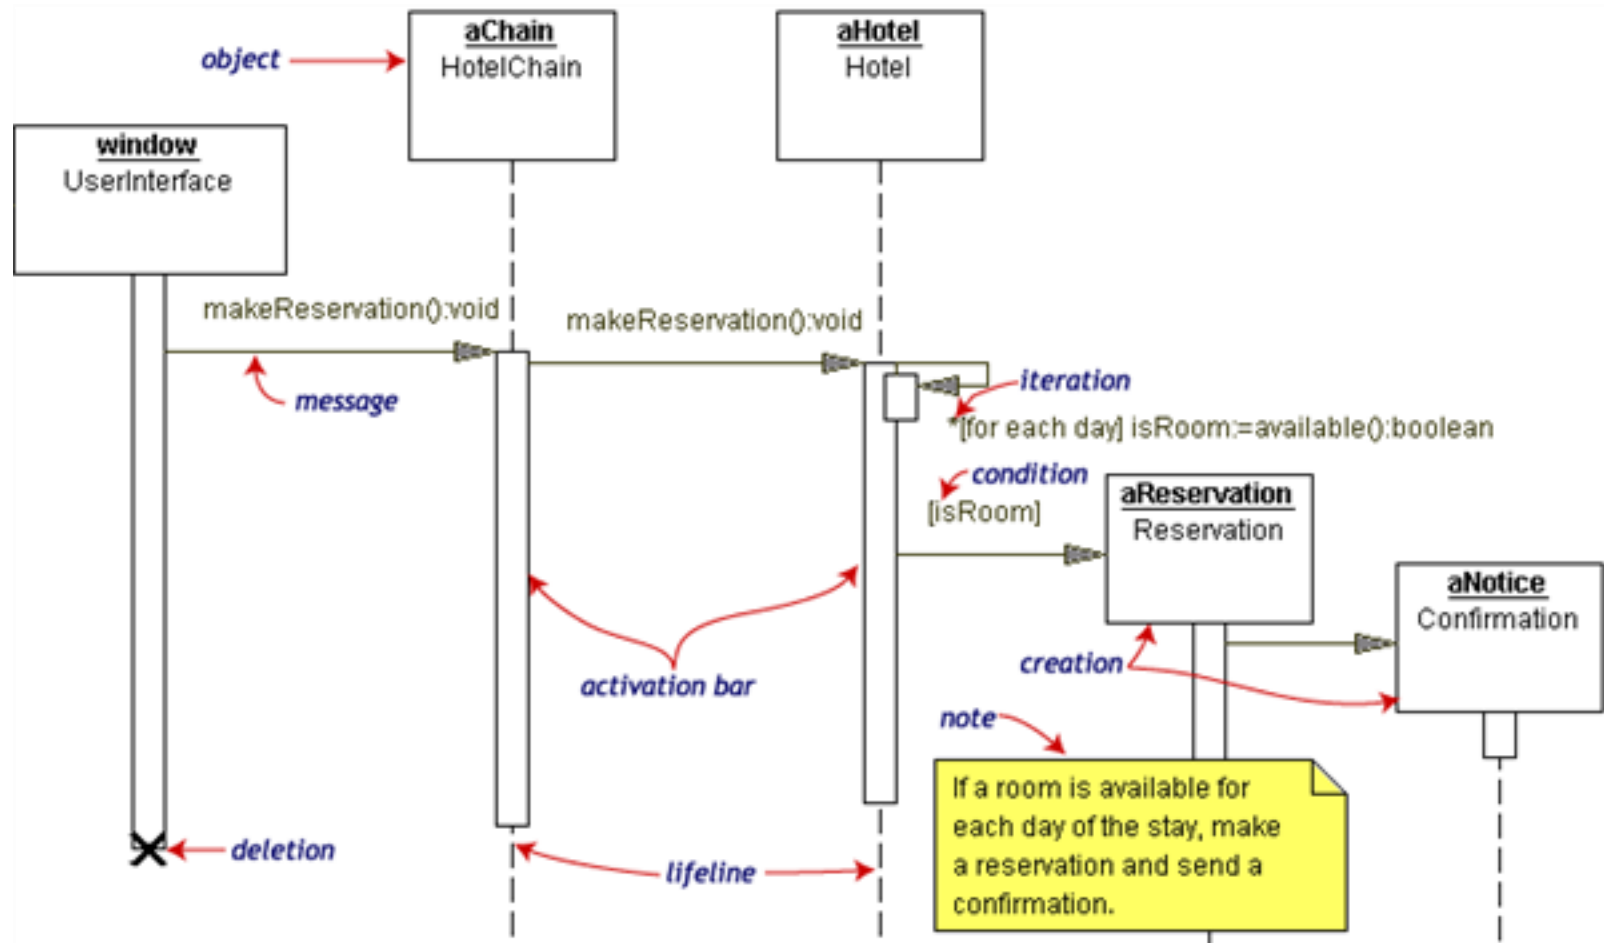 object
aChain
HotelChain
aHotel
Hotel
window
UserInterface
makeReservation():void
makeReservation():void
message
iteration
*[for each day] isRoom:=available():boolean
condition
[isRoom]
aReservation
Reservation
aNotice
Confirmation
activation bar
creation
note
If a room is available for
each day of the stay, make
a reservation and send a
confirmation.
deletion
lifeline